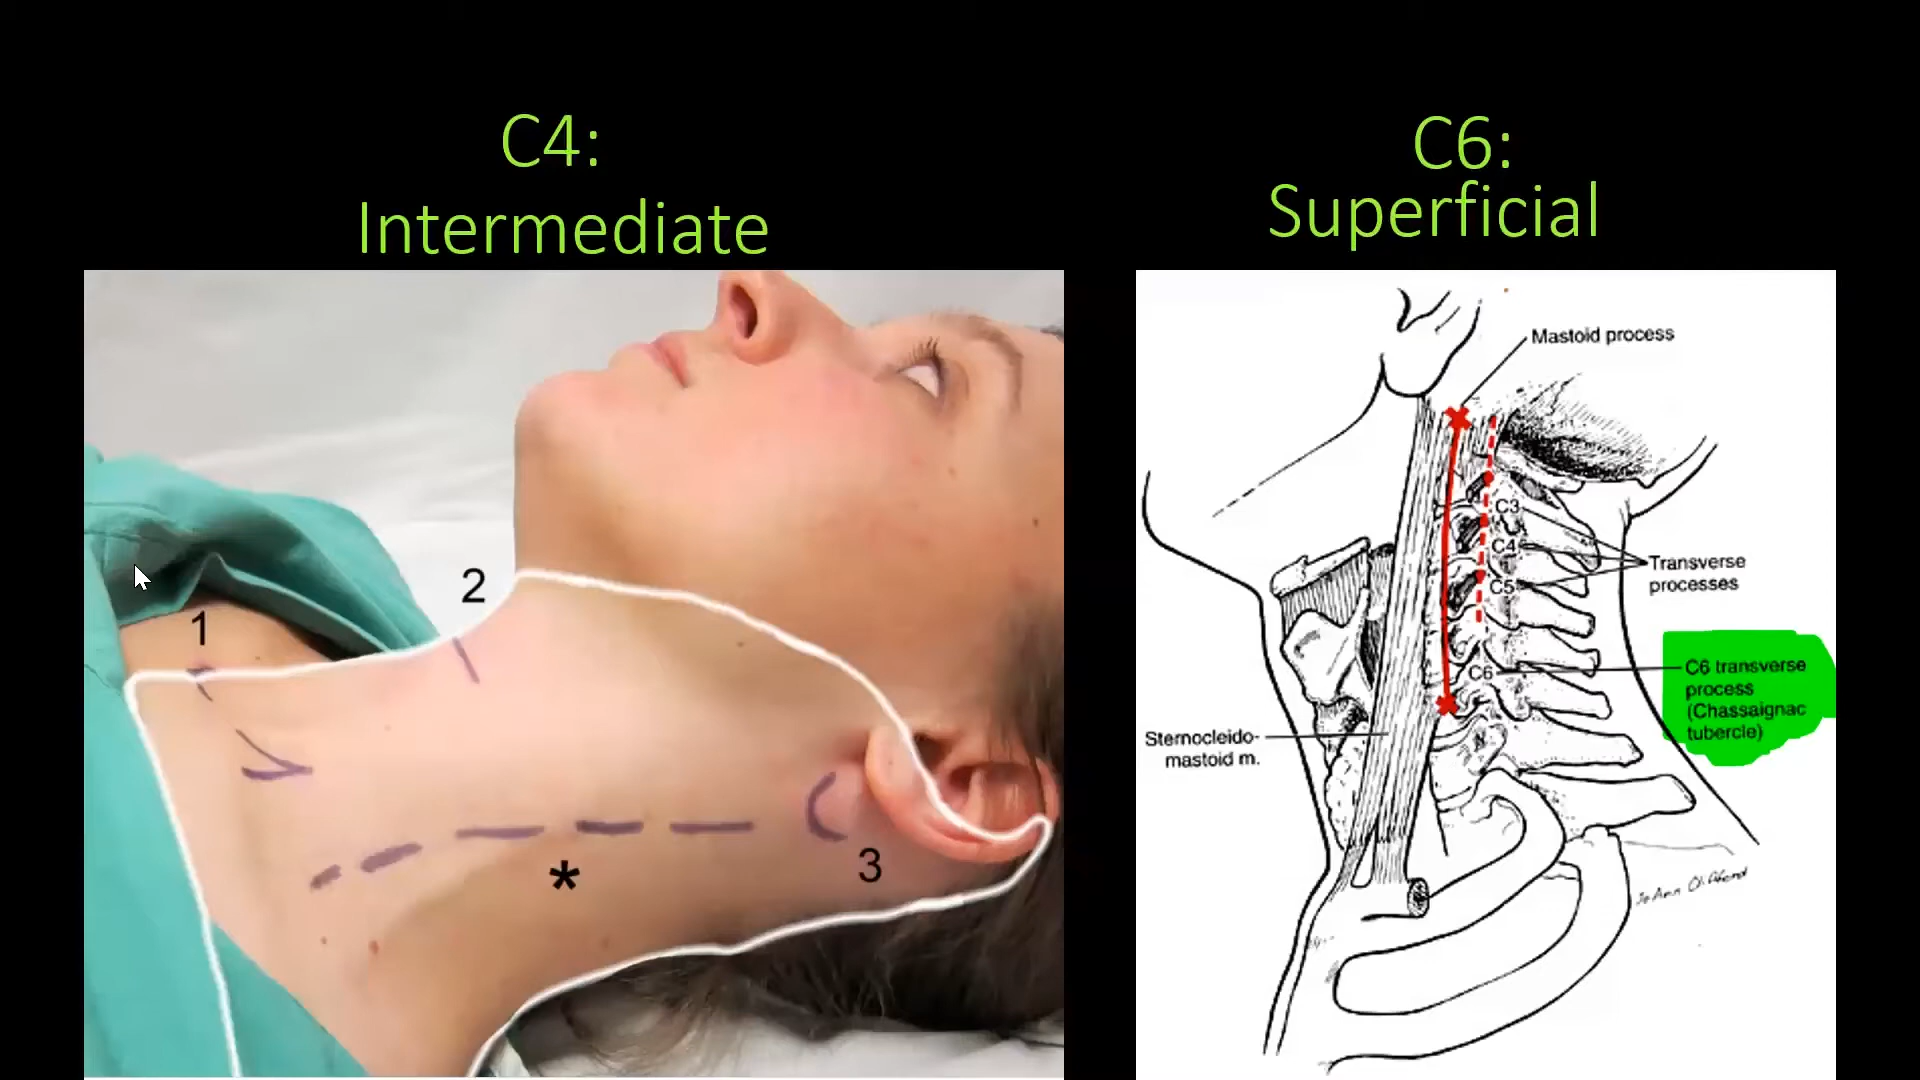 C4:
Intermediate
C6:
Superficial
1
2
3
*
Mastoid process
C3
C4
C5
Transverse
processes
C6
C6 transverse
process
(Chassaignac
tubercle)
Sternocleido-
mastoid m.